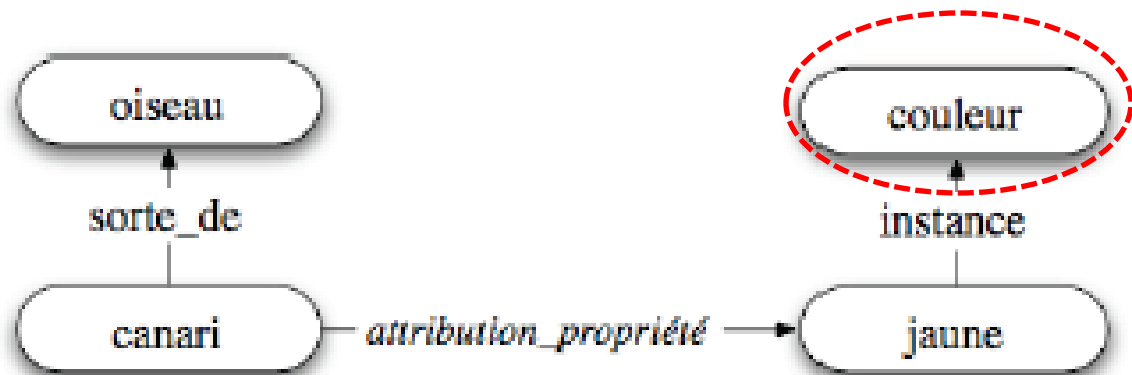 oiseau
couleur
sorte_de
instance
canari
attribution_propriété
jaune